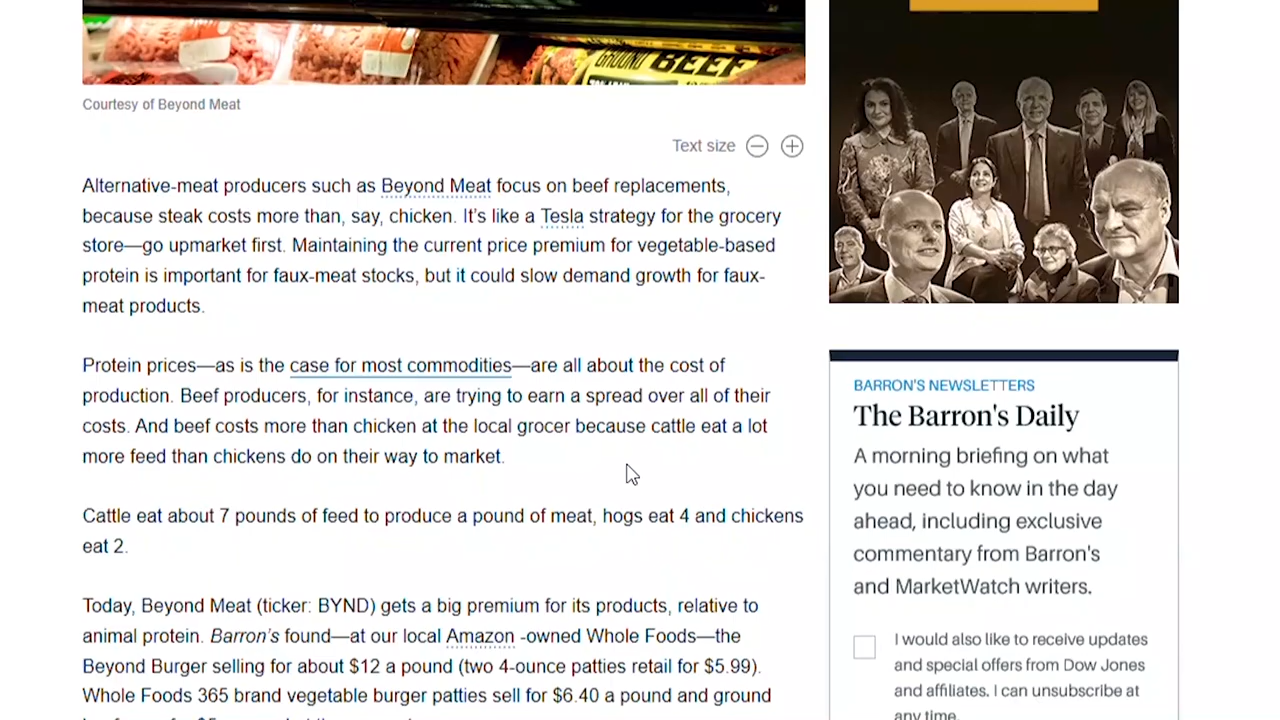 GROUND BEEF
Courtesy of Beyond Meat
Text size
Alternative-meat producers such as Beyond Meat focus on beef replacements,
because steak costs more than, say, chicken. It's like a Tesla strategy for the grocery
store—go upmarket first. Maintaining the current price premium for vegetable-based
protein is important for faux-meat stocks, but it could slow demand growth for faux-
meat products.
Protein prices—as is the case for most commodities—are all about the cost of
production. Beef producers, for instance, are trying to earn a spread over all of their
costs. And beef costs more than chicken at the local grocer because cattle eat a lot
more feed than chickens do on their way to market.
Cattle eat about 7 pounds of feed to produce a pound of meat, hogs eat 4 and chickens
eat 2.
Today, Beyond Meat (ticker: BYND) gets a big premium for its products, relative to
animal protein. Barron's found—at our local Amazon -owned Whole Foods—the
Beyond Burger selling for about $12 a pound (two 4-ounce patties retail for $5.99).
Whole Foods 365 brand vegetable burger patties sell for $6.40 a pound and ground
BARRON'S NEWSLETTERS
The Barron's Daily
A morning briefing on what
you need to know in the day
ahead, including exclusive
commentary from Barron's
and MarketWatch writers.
I would also like to receive updates
and special offers from Dow Jones
and affiliates. I can unsubscribe at
any time.